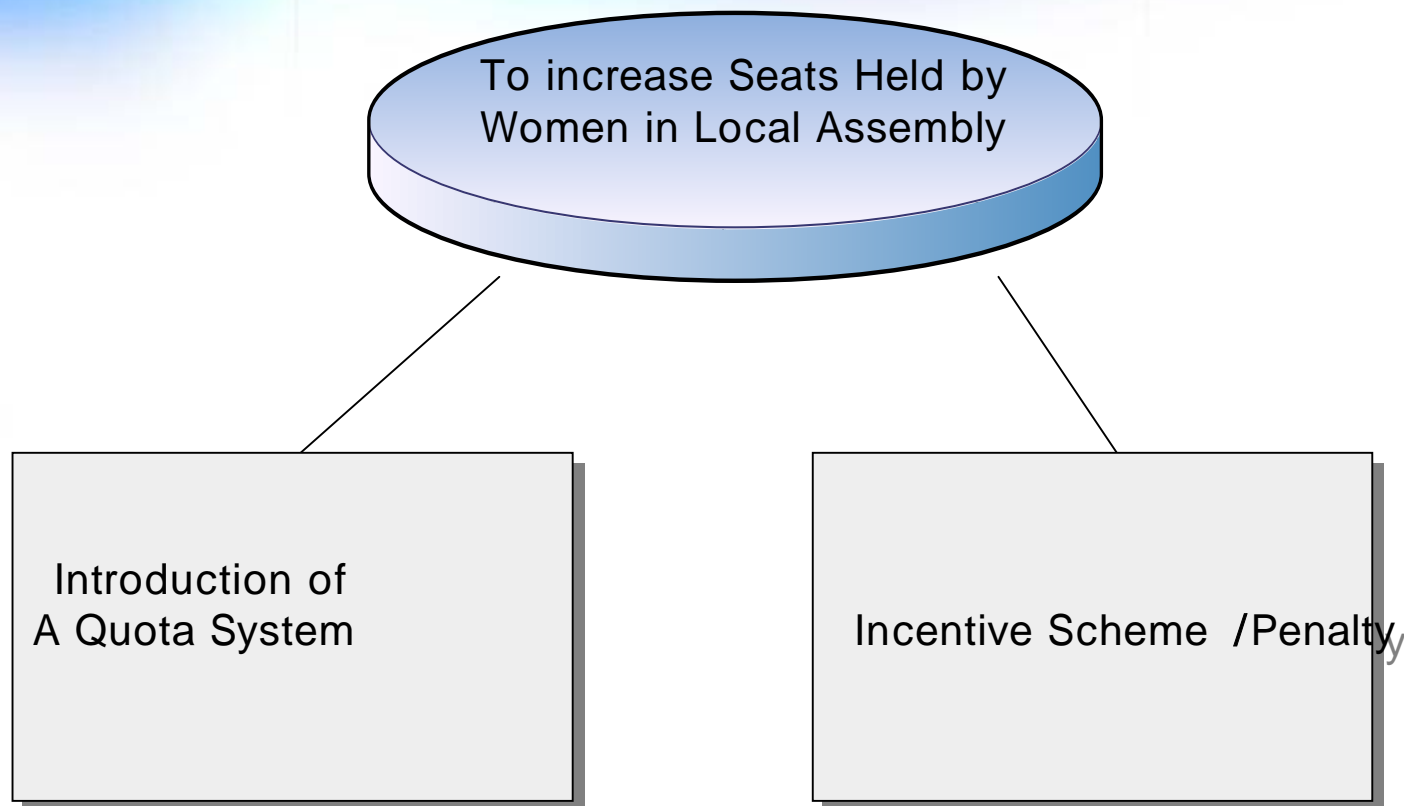 To increase Seats Held by
Women in Local Assembly
Introduction of
A Quota System
Incentive Scheme /Penalty